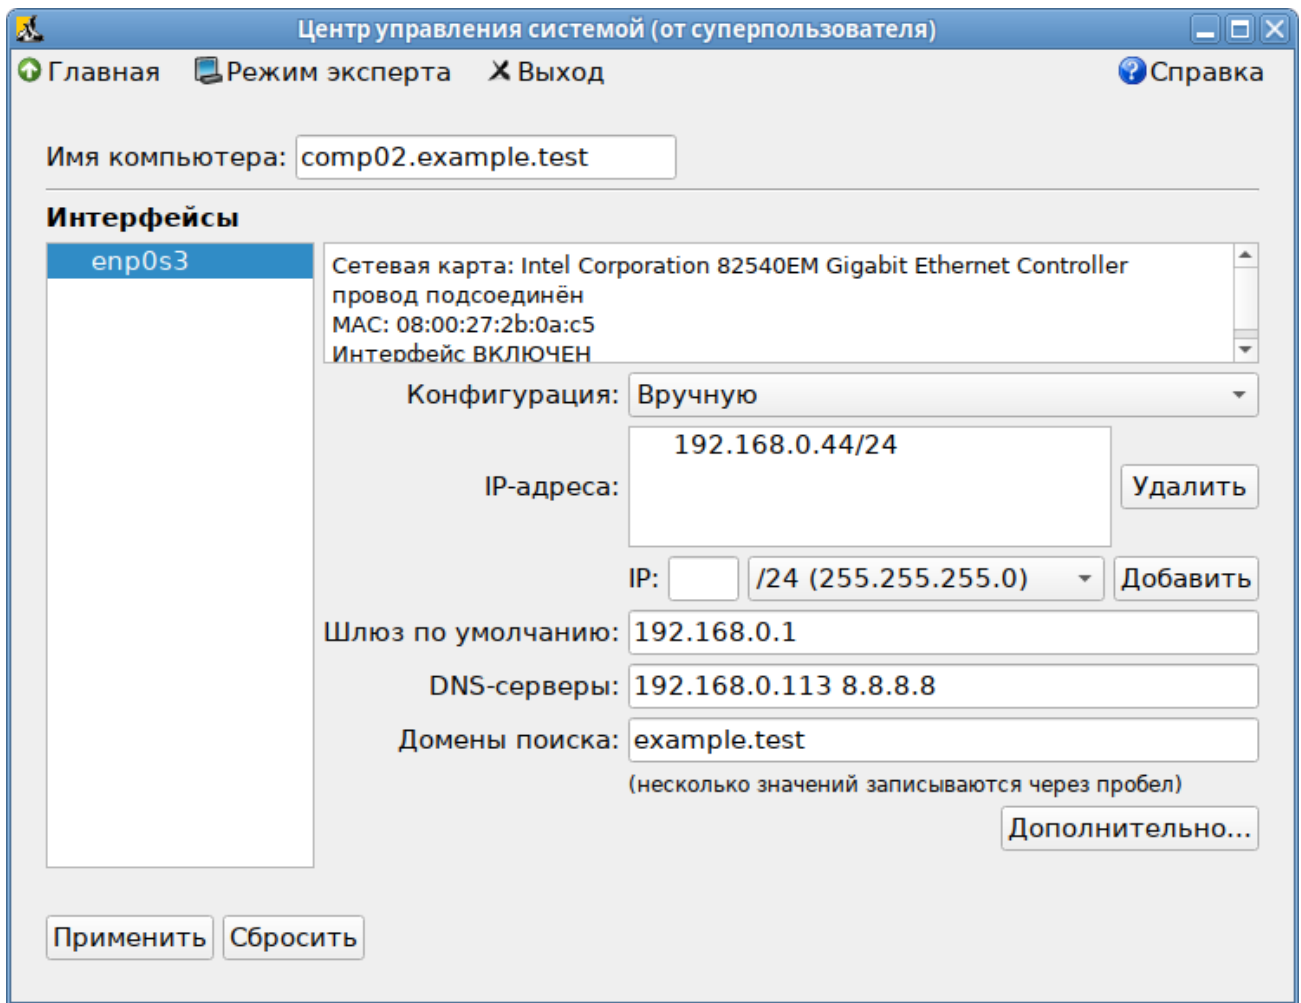 Центр управления системой (от суперпользователя)
Главная Режим эксперта Выход Справка
Имя компьютера: comp02.example.test
Интерфейсы
enp0s3
Сетевая карта: Intel Corporation 82540EM Gigabit Ethernet Controller
провод подсоединён
MAC: 08:00:27:2b:0a:c5
Интерфейс ВКЛЮЧЕН
Конфигурация: Вручную
192.168.0.44/24
IP-адреса: Удалить
IP: /24 (255.255.255.0) Добавить
Шлюз по умолчанию: 192.168.0.1
DNS-серверы: 192.168.0.113 8.8.8.8
Домены поиска: example.test
(несколько значений записываются через пробел)
Дополнительно...
Применить Сбросить